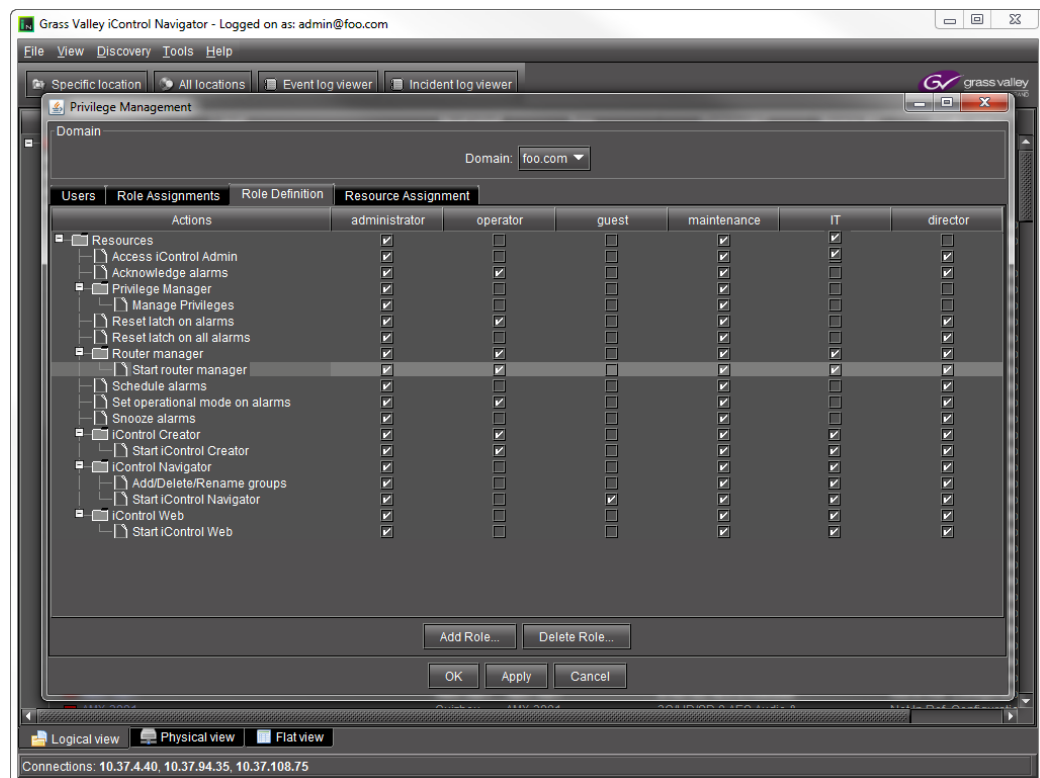 Grass Valley iControl Navigator - Logged on as: admin@foo.com
File View Discovery Tools Help
Specific location All locations Event log viewer Incident log viewer
grass valley
Privilege Management
Domain
Domain: foo.com
Users Role Assignments Role Definition Resource Assignment
Actions administrator operator guest maintenance IT director
Resources
Access iControl Admin
Acknowledge alarms
Privilege Manager
Manage Privileges
Reset latch on alarms
Reset latch on all alarms
Router manager
Start router manager
Schedule alarms
Set operational mode on alarms
Snooze alarms
iControl Creator
Start iControl Creator
iControl Navigator
Add/Delete/Rename groups
Start iControl Navigator
iControl Web
Start iControl Web
Add Role... Delete Role...
OK Apply Cancel
Logical view Physical view Flat view
Connections: 10.37.4.40, 10.37.94.35, 10.37.108.75